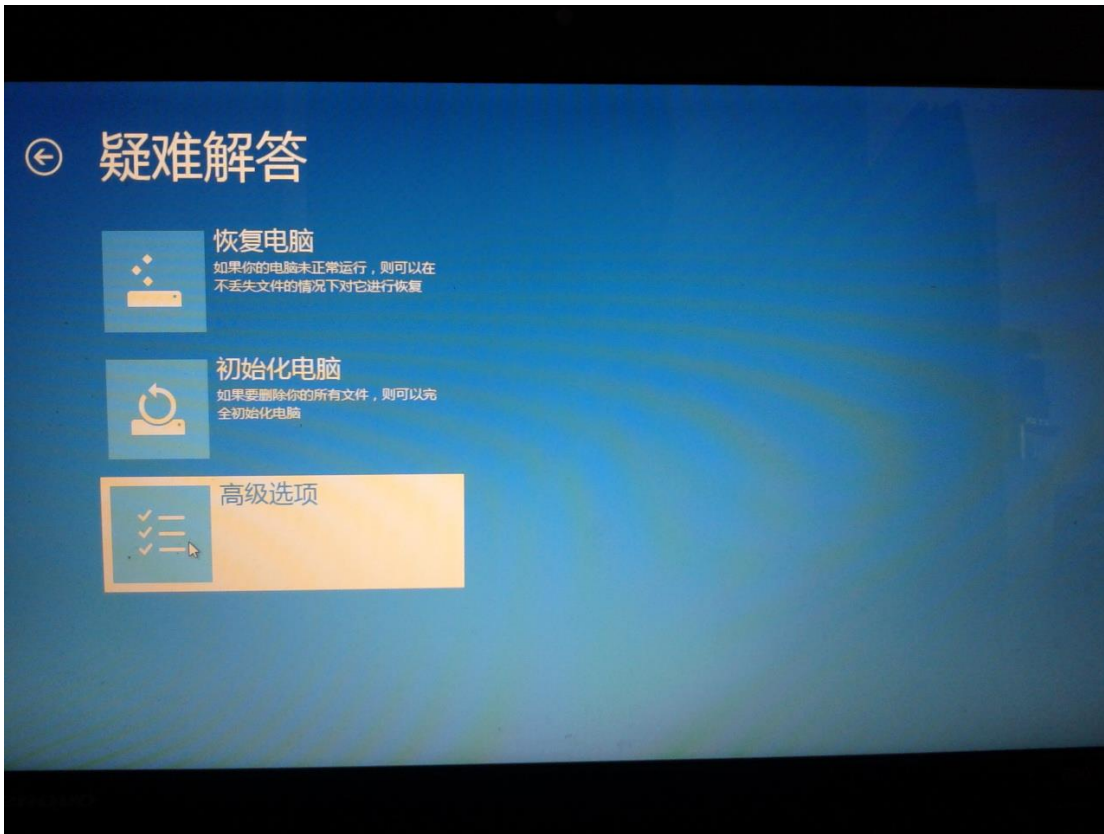 疑难解答
恢复电脑
如果你的电脑未正常运行，则可以在
不丢失文件的情况下对它进行恢复
初始化电脑
如果要删除你的所有文件，则可以完
全初始化电脑
高级选项